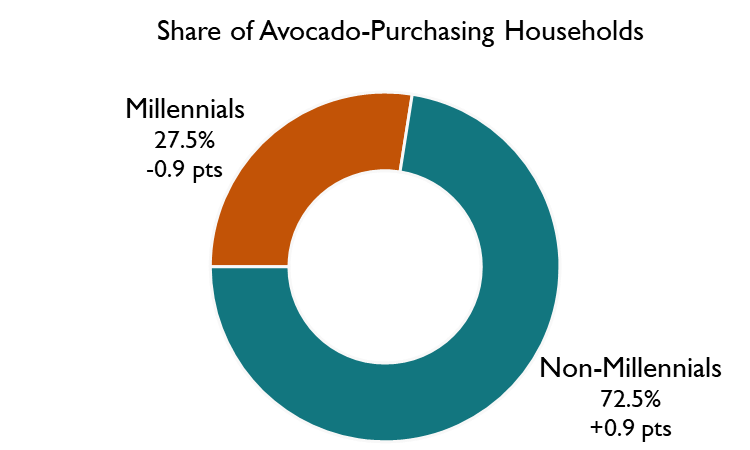 Share of Avocado-Purchasing Households
Millennials
27.5%
-0.9 pts
Non-Millennials
72.5%
+0.9 pts